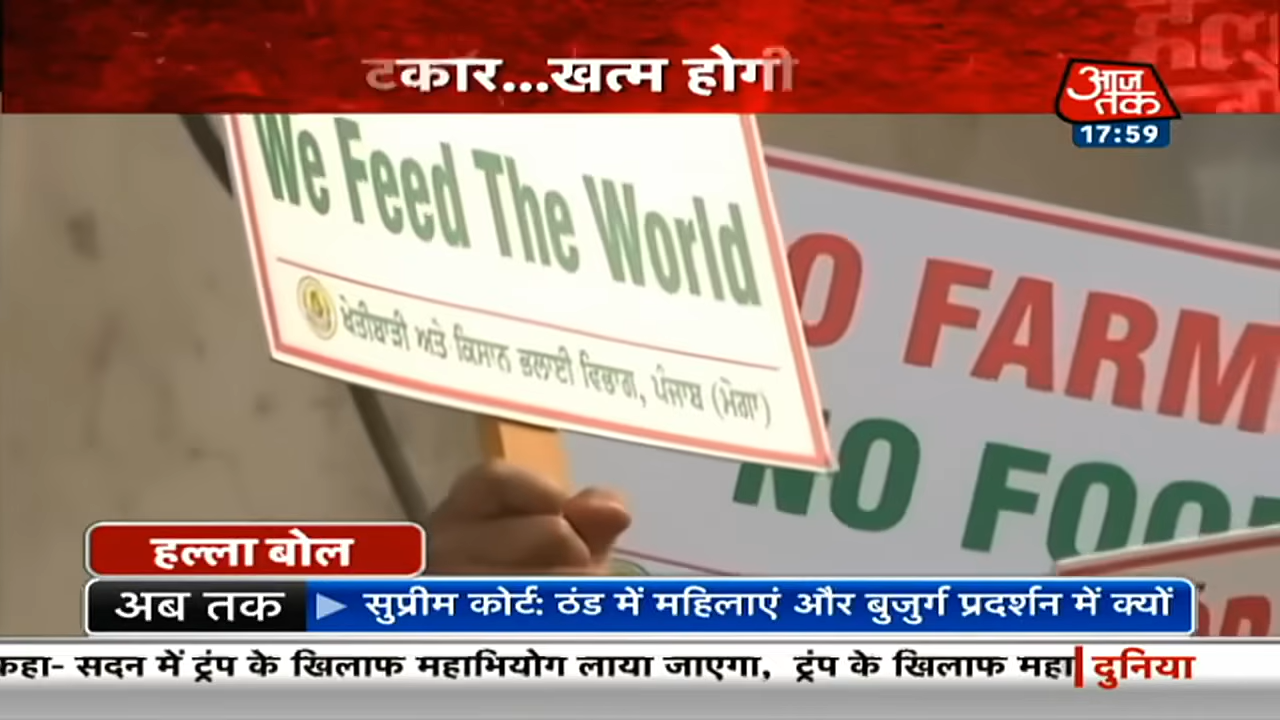 टकार...खत्म होगी
आज
तक
17:59
We Feed The World
ਖੇਤੀਬਾੜੀ ਅਤੇ ਕਿਸਾਨ ਭਲਾਈ ਵਿਭਾਗ, ਪੰਜਾਬ (ਮੋਗਾ)
O FARM
NO FOO
हल्ला बोल
अब तक
सुप्रीम कोर्ट: ठंड में महिलाएं और बुजुर्ग प्रदर्शन में क्यों
कहा- सदन में ट्रंप के खिलाफ महाभियोग लाया जाएगा, ट्रंप के खिलाफ महा
दुनिया